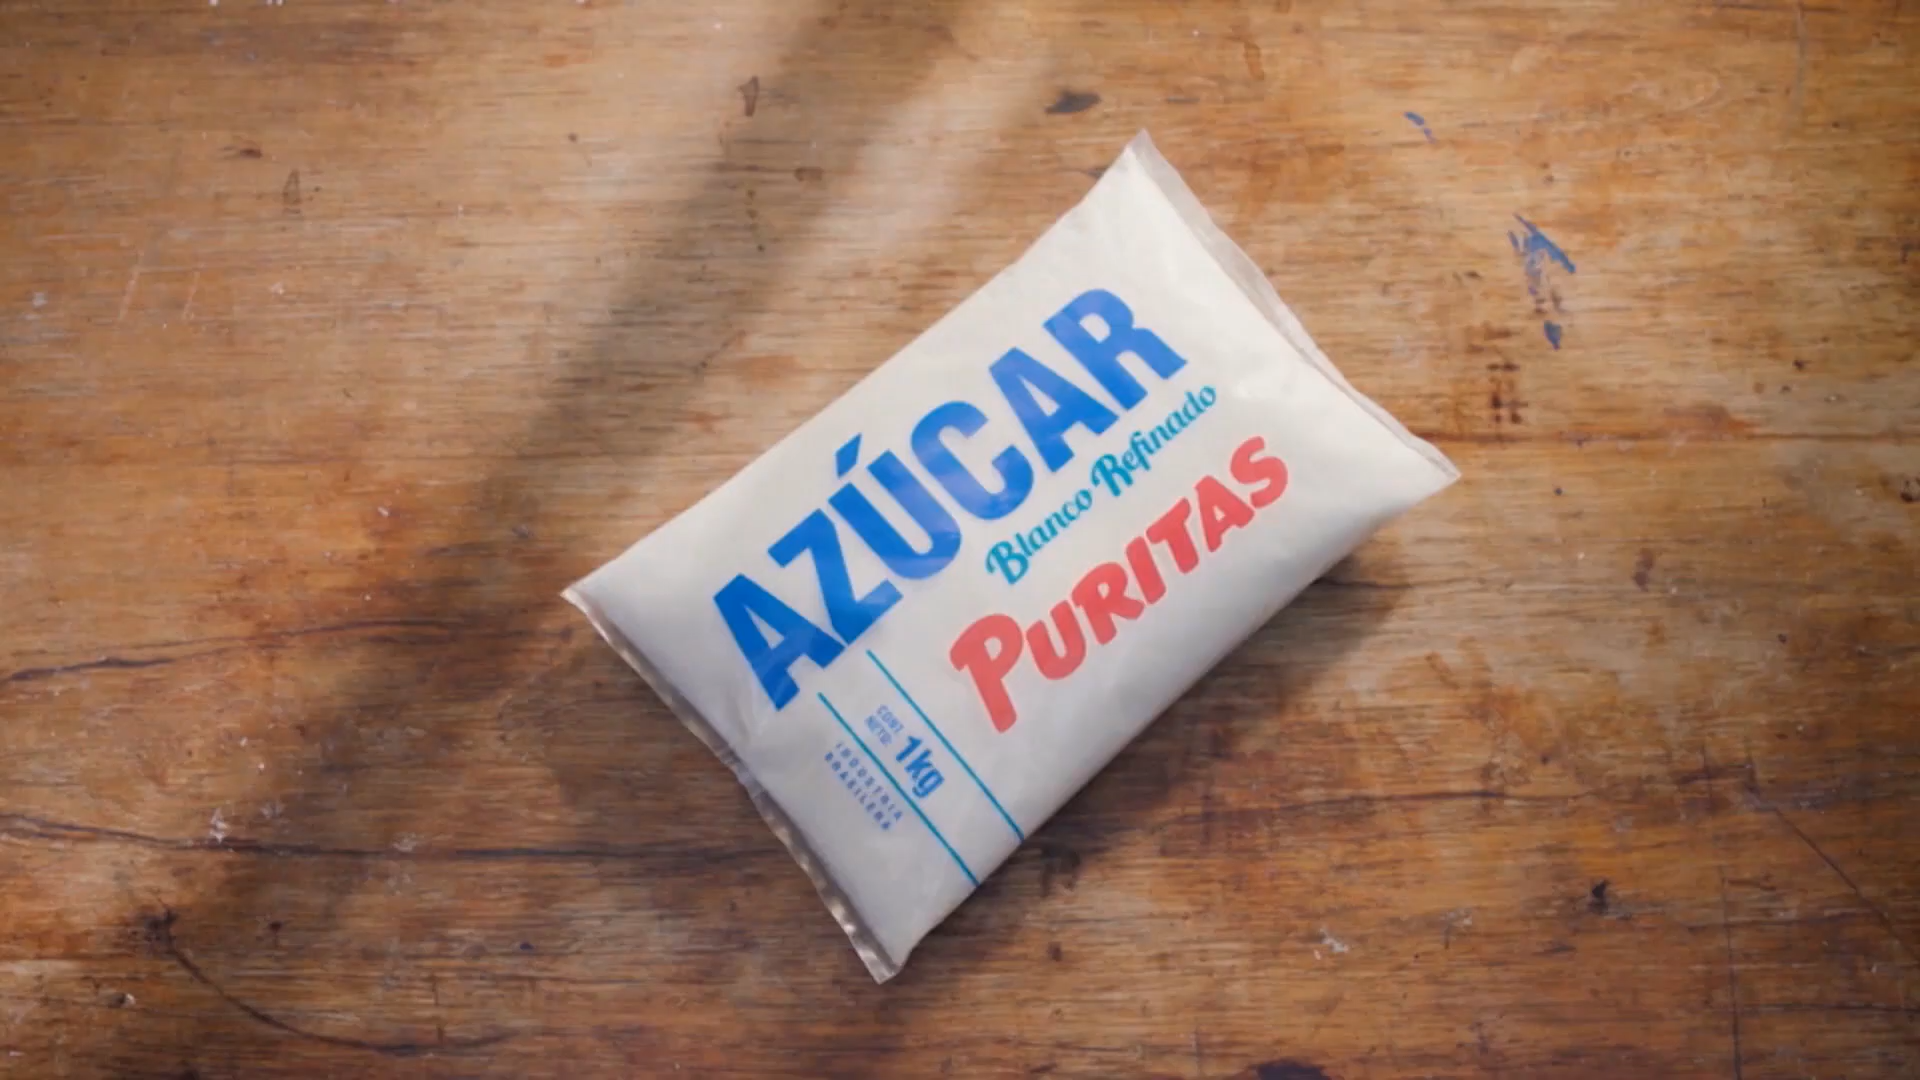 AZÚCAR
Blanco Refinado
PURITAS
CONT.
NETO:
1kg
INDUSTRIA
BRASILEÑA